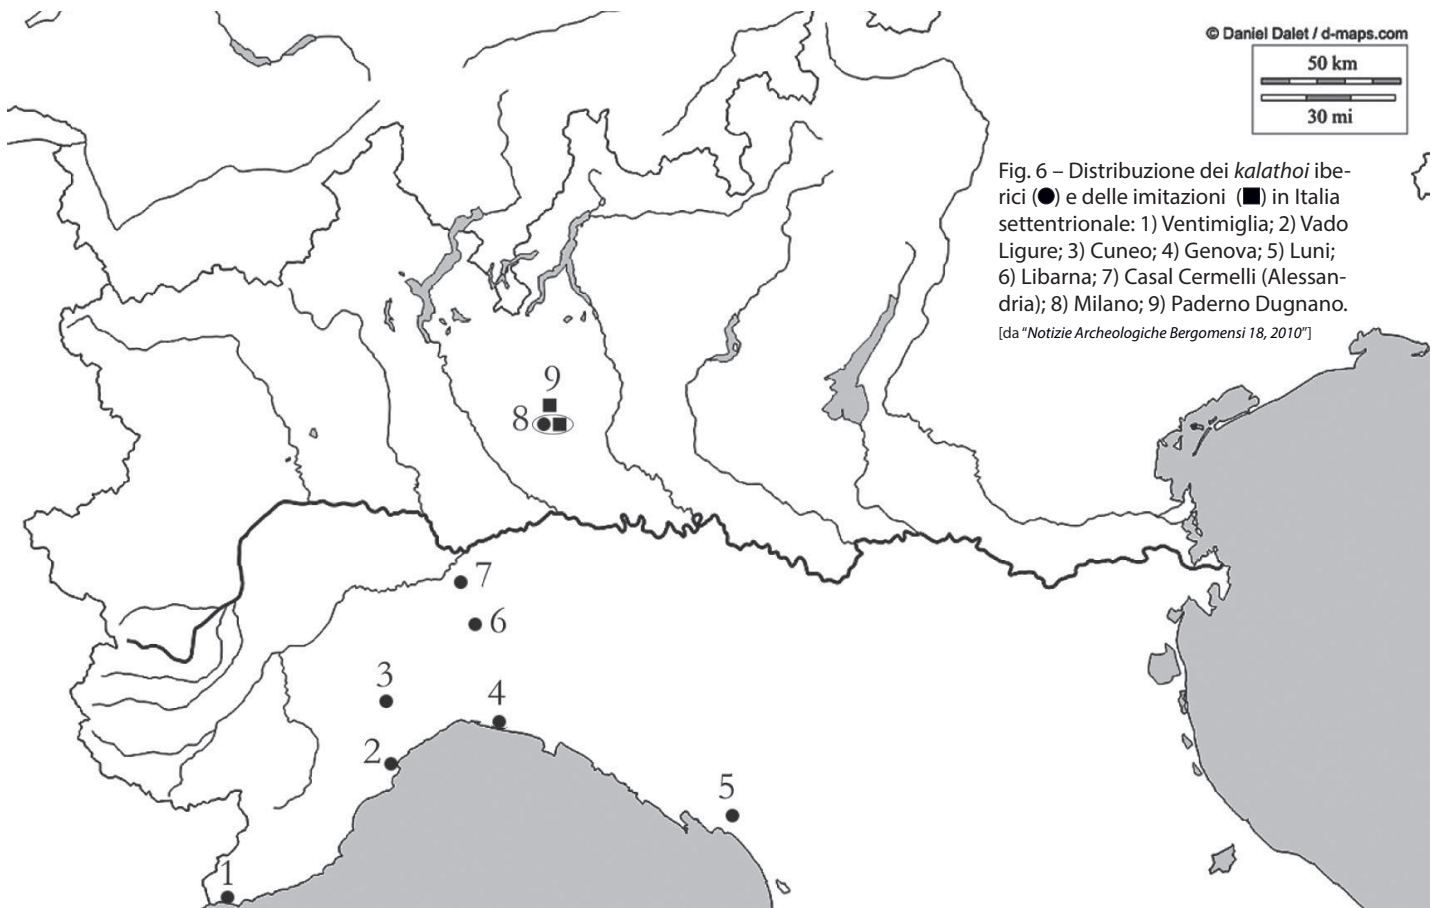 © Daniel Dalet / d-maps.com
50 km
30 mi
Fig. 6 – Distribuzione dei kalathoi ibe-
rici (●) e delle imitazioni (■) in Italia
settentrionale: 1) Ventimiglia; 2) Vado
Ligure; 3) Cuneo; 4) Genova; 5) Luni;
6) Libarna; 7) Casal Cermelli (Alessan-
dria); 8) Milano; 9) Paderno Dugnano.
[da "Notizie Archeologiche Bergomensi 18, 2010"]
9
8
7
6
3
4
2
5
1